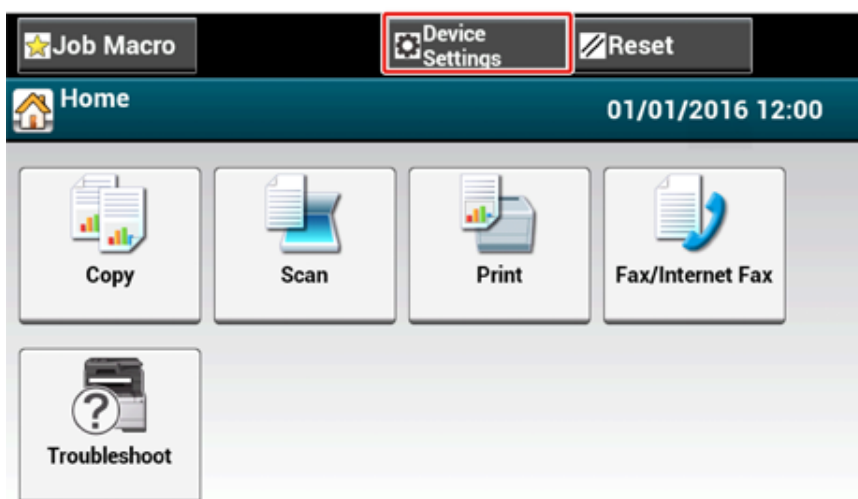 Job Macro
Device
Settings
Reset
Home
01/01/2016 12:00
Copy
Scan
Print
Fax/Internet Fax
?
Troubleshoot